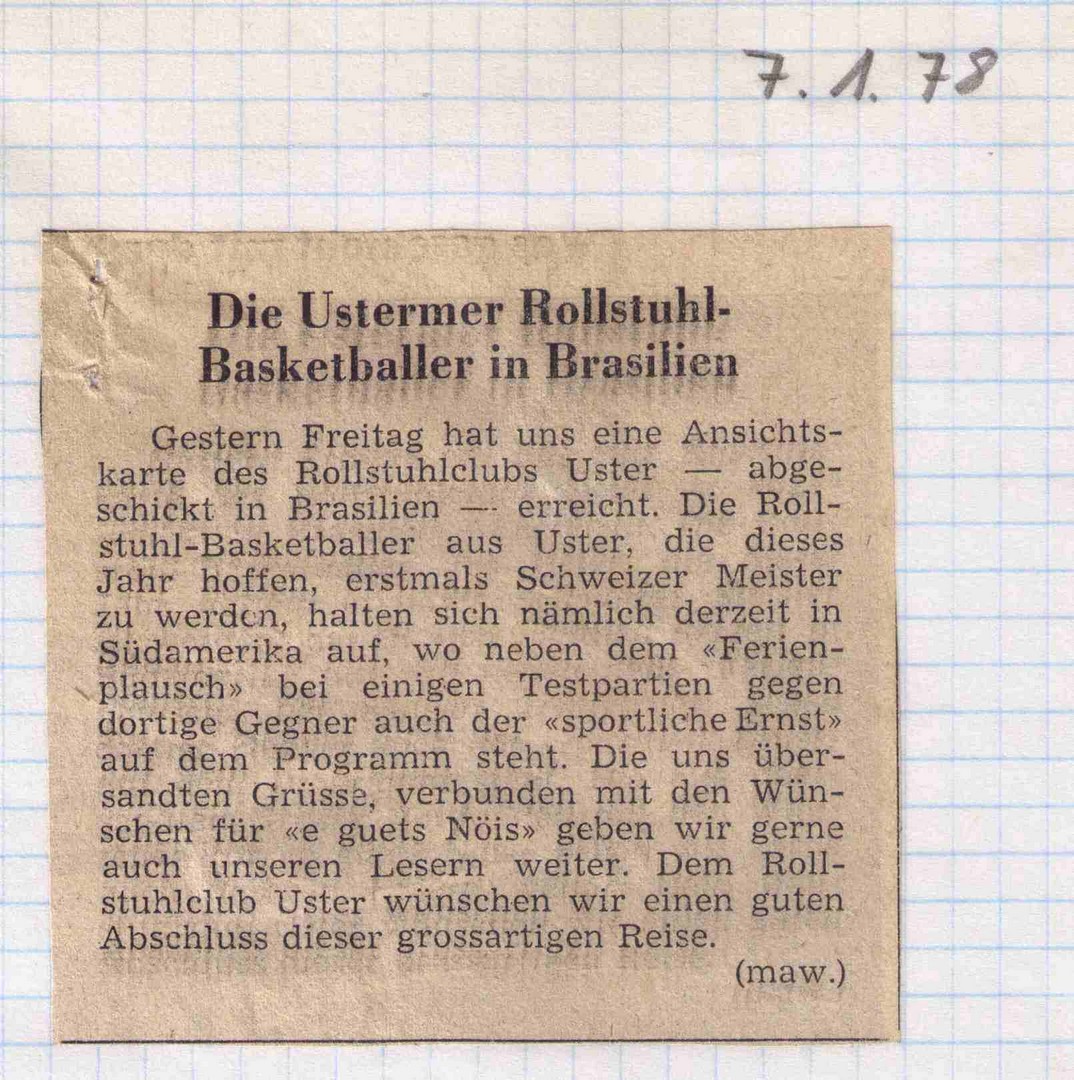 7. 1. 78
Die Ustermer Rollstuhl-
Basketballer in Brasilien
Gestern Freitag hat uns eine Ansichts-
karte des Rollstuhlclubs Uster — abge-
schickt in Brasilien — erreicht. Die Roll-
stuhl-Basketballer aus Uster, die dieses
Jahr hoffen, erstmals Schweizer Meister
zu werden, halten sich nämlich derzeit in
Südamerika auf, wo neben dem «Ferien-
plausch» bei einigen Testpartien gegen
dortige Gegner auch der «sportliche Ernst»
auf dem Programm steht. Die uns über-
sandten Grüsse, verbunden mit den Wün-
schen für «e guets Nöis» geben wir gerne
auch unseren Lesern weiter. Dem Roll-
stuhlclub Uster wünschen wir einen guten
Abschluss dieser grossartigen Reise.
(maw.)